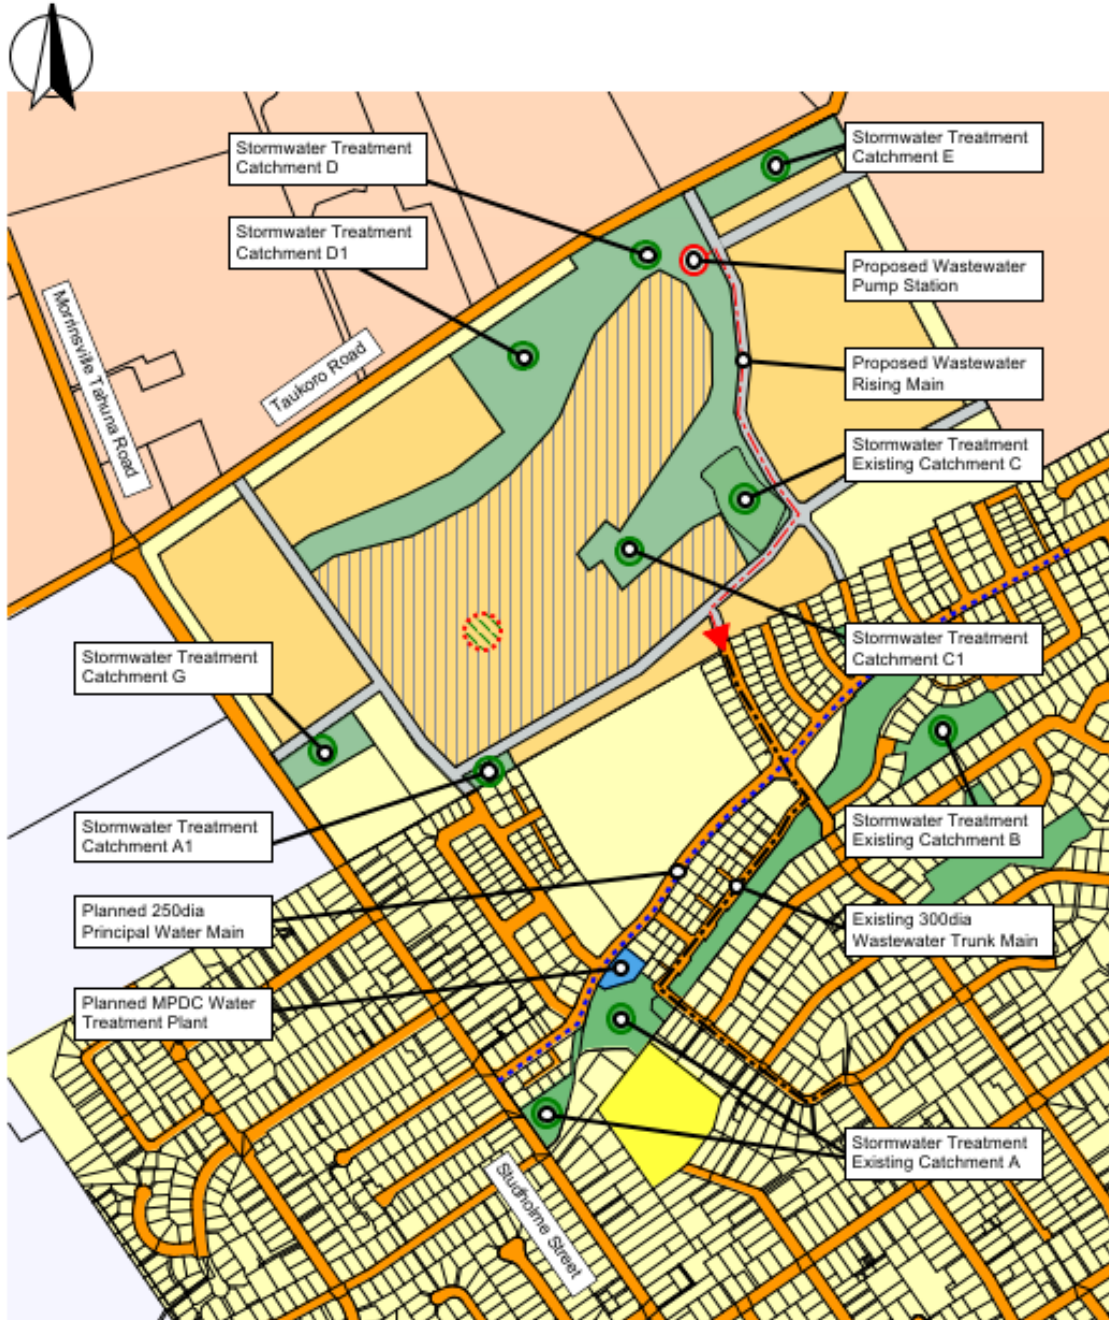 Stormwater Treatment
Catchment D
Stormwater Treatment
Catchment E
Stormwater Treatment
Catchment D1
Proposed Wastewater
Pump Station
Morrinsville Tahuna Road
Taukoro Road
Proposed Wastewater
Rising Main
Stormwater Treatment
Existing Catchment C
Stormwater Treatment
Catchment G
Stormwater Treatment
Catchment C1
Stormwater Treatment
Catchment A1
Stormwater Treatment
Existing Catchment B
Planned 250dia
Principal Water Main
Existing 300dia
Wastewater Trunk Main
Planned MPDC Water
Treatment Plant
Stormwater Treatment
Existing Catchment A
Studholme Street